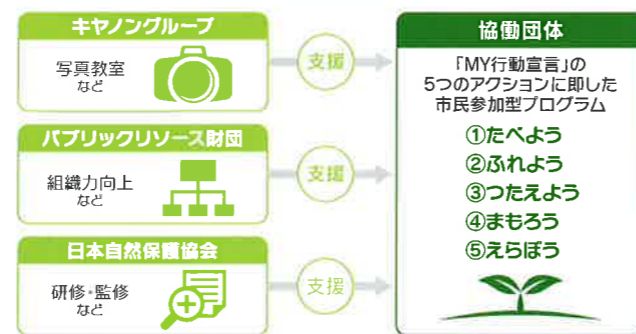 キヤノングループ
写真教室
など
支援
パブリックリソース財団
組織力向上
など
支援
日本自然保護協会
研修・監修
など
支援
協働団体
「MY行動宣言」の
5つのアクションに即した
市民参加型プログラム
①たべよう
②ふれよう
③つたえよう
④まもろう
⑤えらぼう